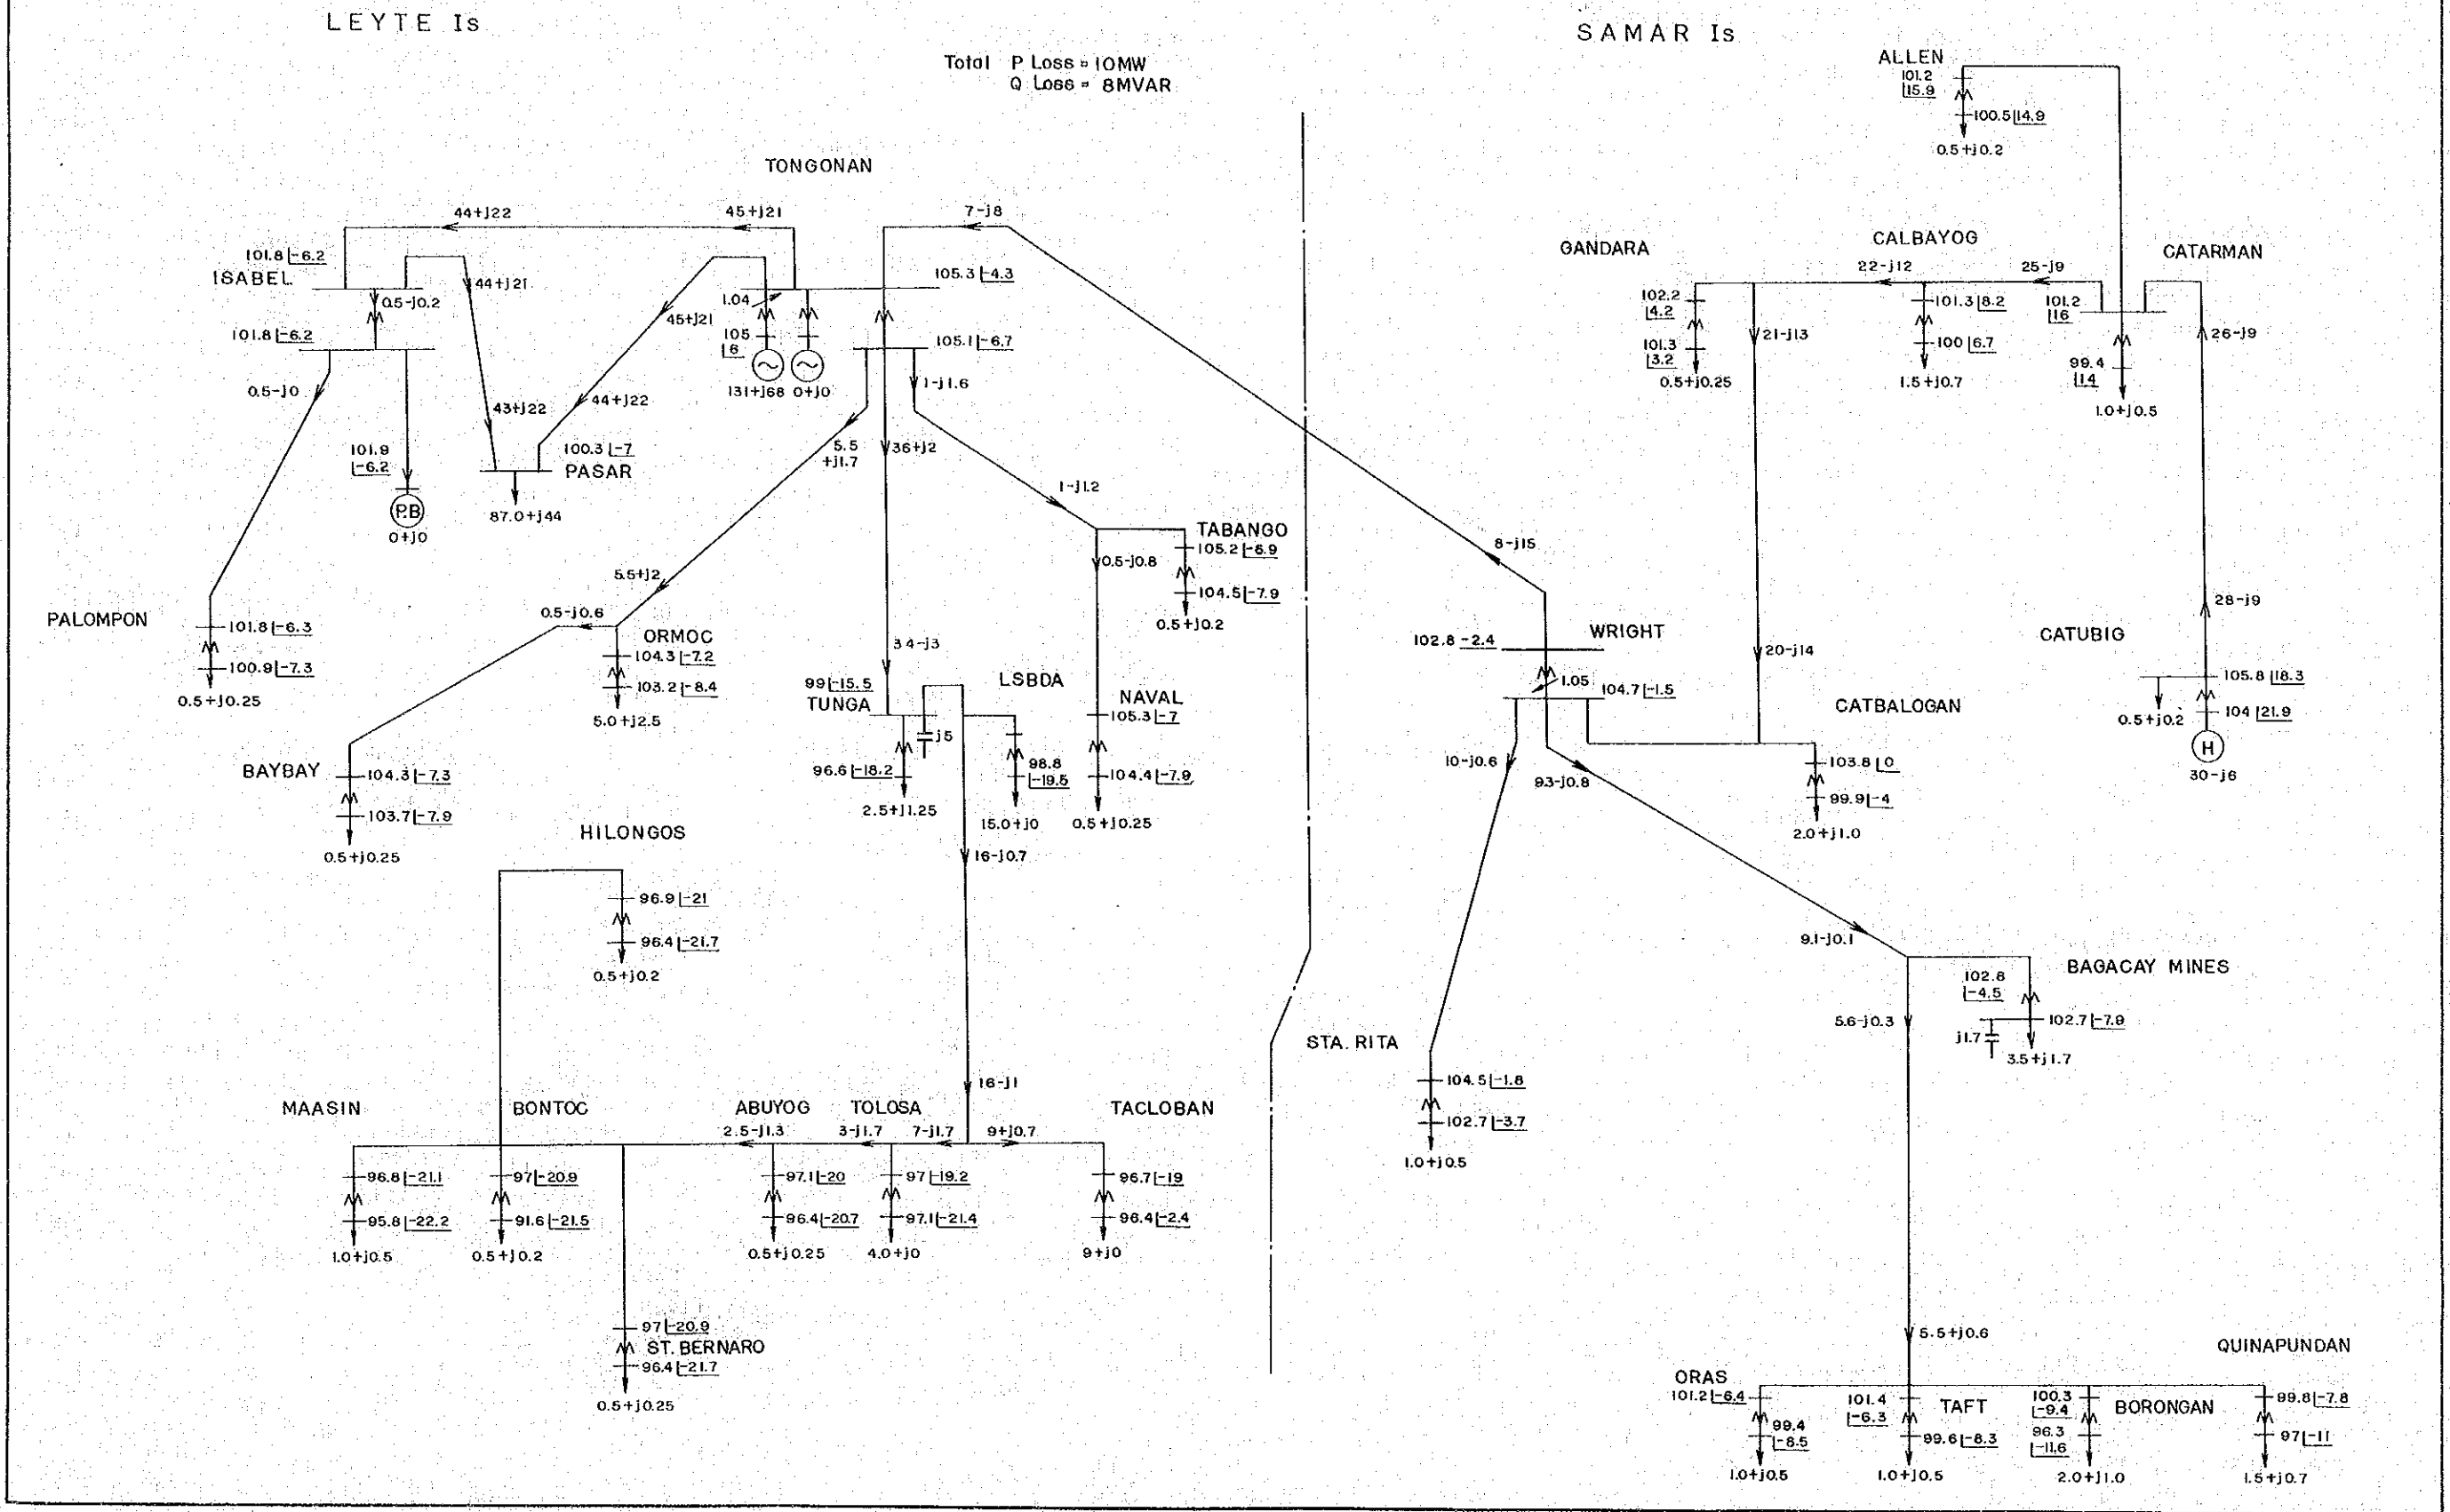 LEYTE Is
SAMAR Is
Total P Loss = 10MW
Q Loss = 8MVAR
ALLEN
101.2
⌊15.9
100.5⌊14.9
0.5+j0.2
TONGONAN
44+j22
45+j21
7-j8
101.8⌊-6.2
ISABEL
0.5-j0.2
44+j21
101.8⌊-6.2
0.5-j0
101.9
⌊-6.2
P.B
0+j0
43+j22
45+j21
44+j22
100.3⌊-7
PASAR
87.0+j44
1.04
105
⌊6
131+j68
0+j0
105.3⌊-4.3
105.1⌊-6.7
1-j1.6
5.5
+j1.7
36+j2
1-j1.2
TABANGO
105.2⌊-6.9
104.5⌊-7.9
0.5+j0.2
0.5-j0.8
5.5+j2
0.5-j0.6
PALOMPON
101.8⌊-6.3
100.9⌊-7.3
0.5+j0.25
ORMOC
104.3⌊-7.2
103.2⌊-8.4
5.0+j2.5
34-j3
99⌊-15.5
TUNGA
j5
96.6⌊-18.2
2.5+j1.25
LSBDA
98.8
⌊-19.5
15.0+j0
NAVAL
105.3⌊-7
104.4⌊-7.9
0.5+j0.25
BAYBAY
104.3⌊-7.3
103.7⌊-7.9
0.5+j0.25
HILONGOS
96.9⌊-21
96.4⌊-21.7
0.5+j0.2
16-j0.7
16-j1
MAASIN
BONTOC
ABUYOG
TOLOSA
TACLOBAN
2.5-j1.3
3-j1.7
7-j1.7
9+j0.7
96.8⌊-21.1
95.8⌊-22.2
1.0+j0.5
97⌊-20.9
91.6⌊-21.5
0.5+j0.2
97.1⌊-20
96.4⌊-20.7
0.5+j0.25
97⌊-19.2
97.1⌊-21.4
4.0+j0
96.7⌊-19
96.4⌊-2.4
9+j0
97⌊-20.9
ST. BERNARO
96.4⌊-21.7
0.5+j0.25
GANDARA
CALBAYOG
CATARMAN
22-j12
25-j9
102.2
⌊4.2
101.3
⌊3.2
0.5+j0.25
21-j13
101.3⌊8.2
100⌊6.7
1.5+j0.7
101.2
⌊16
99.4
⌊14
1.0+j0.5
26-j9
8-j15
102.8 -2.4
WRIGHT
1.05
104.7⌊-1.5
20-j14
CATUBIG
28-j9
105.8⌊18.3
0.5+j0.2
104⌊21.9
H
30-j6
CATBALOGAN
103.8⌊0
99.9⌊-4
2.0+j1.0
10-j0.6
9.3-j0.8
9.1-j0.1
BAGACAY MINES
102.8
⌊-4.5
102.7⌊-7.9
j1.7
3.5+j1.7
5.6-j0.3
STA. RITA
104.5⌊-1.8
102.7⌊-3.7
1.0+j0.5
5.5+j0.6
QUINAPUNDAN
ORAS
101.2⌊-6.4
99.4
⌊-8.5
1.0+j0.5
101.4
⌊-6.3
TAFT
99.6⌊-8.3
1.0+j0.5
100.3
⌊-9.4
BORONGAN
96.3
⌊-11.6
2.0+j1.0
99.8⌊-7.8
97⌊-11
1.5+j0.7